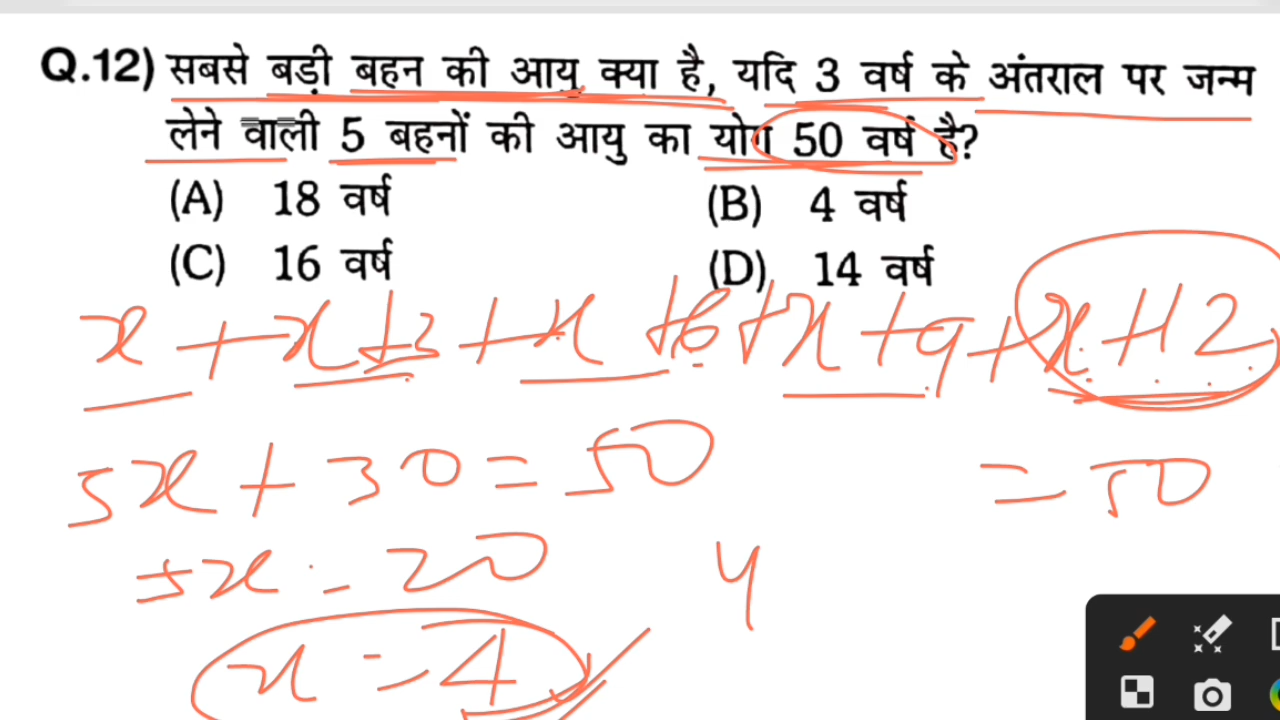 Q.12) सबसे बड़ी बहन की आयु क्या है, यदि 3 वर्ष के अंतराल पर जन्म
लेने वाली 5 बहनों की आयु का योग 50 वर्ष है?
(A) 18 वर्ष (B) 4 वर्ष
(C) 16 वर्ष (D) 14 वर्ष
x + x+3 + x +6 + x + 9 + x + 12
5x + 30 = 50 = 50
5x = 20 4
x = 4